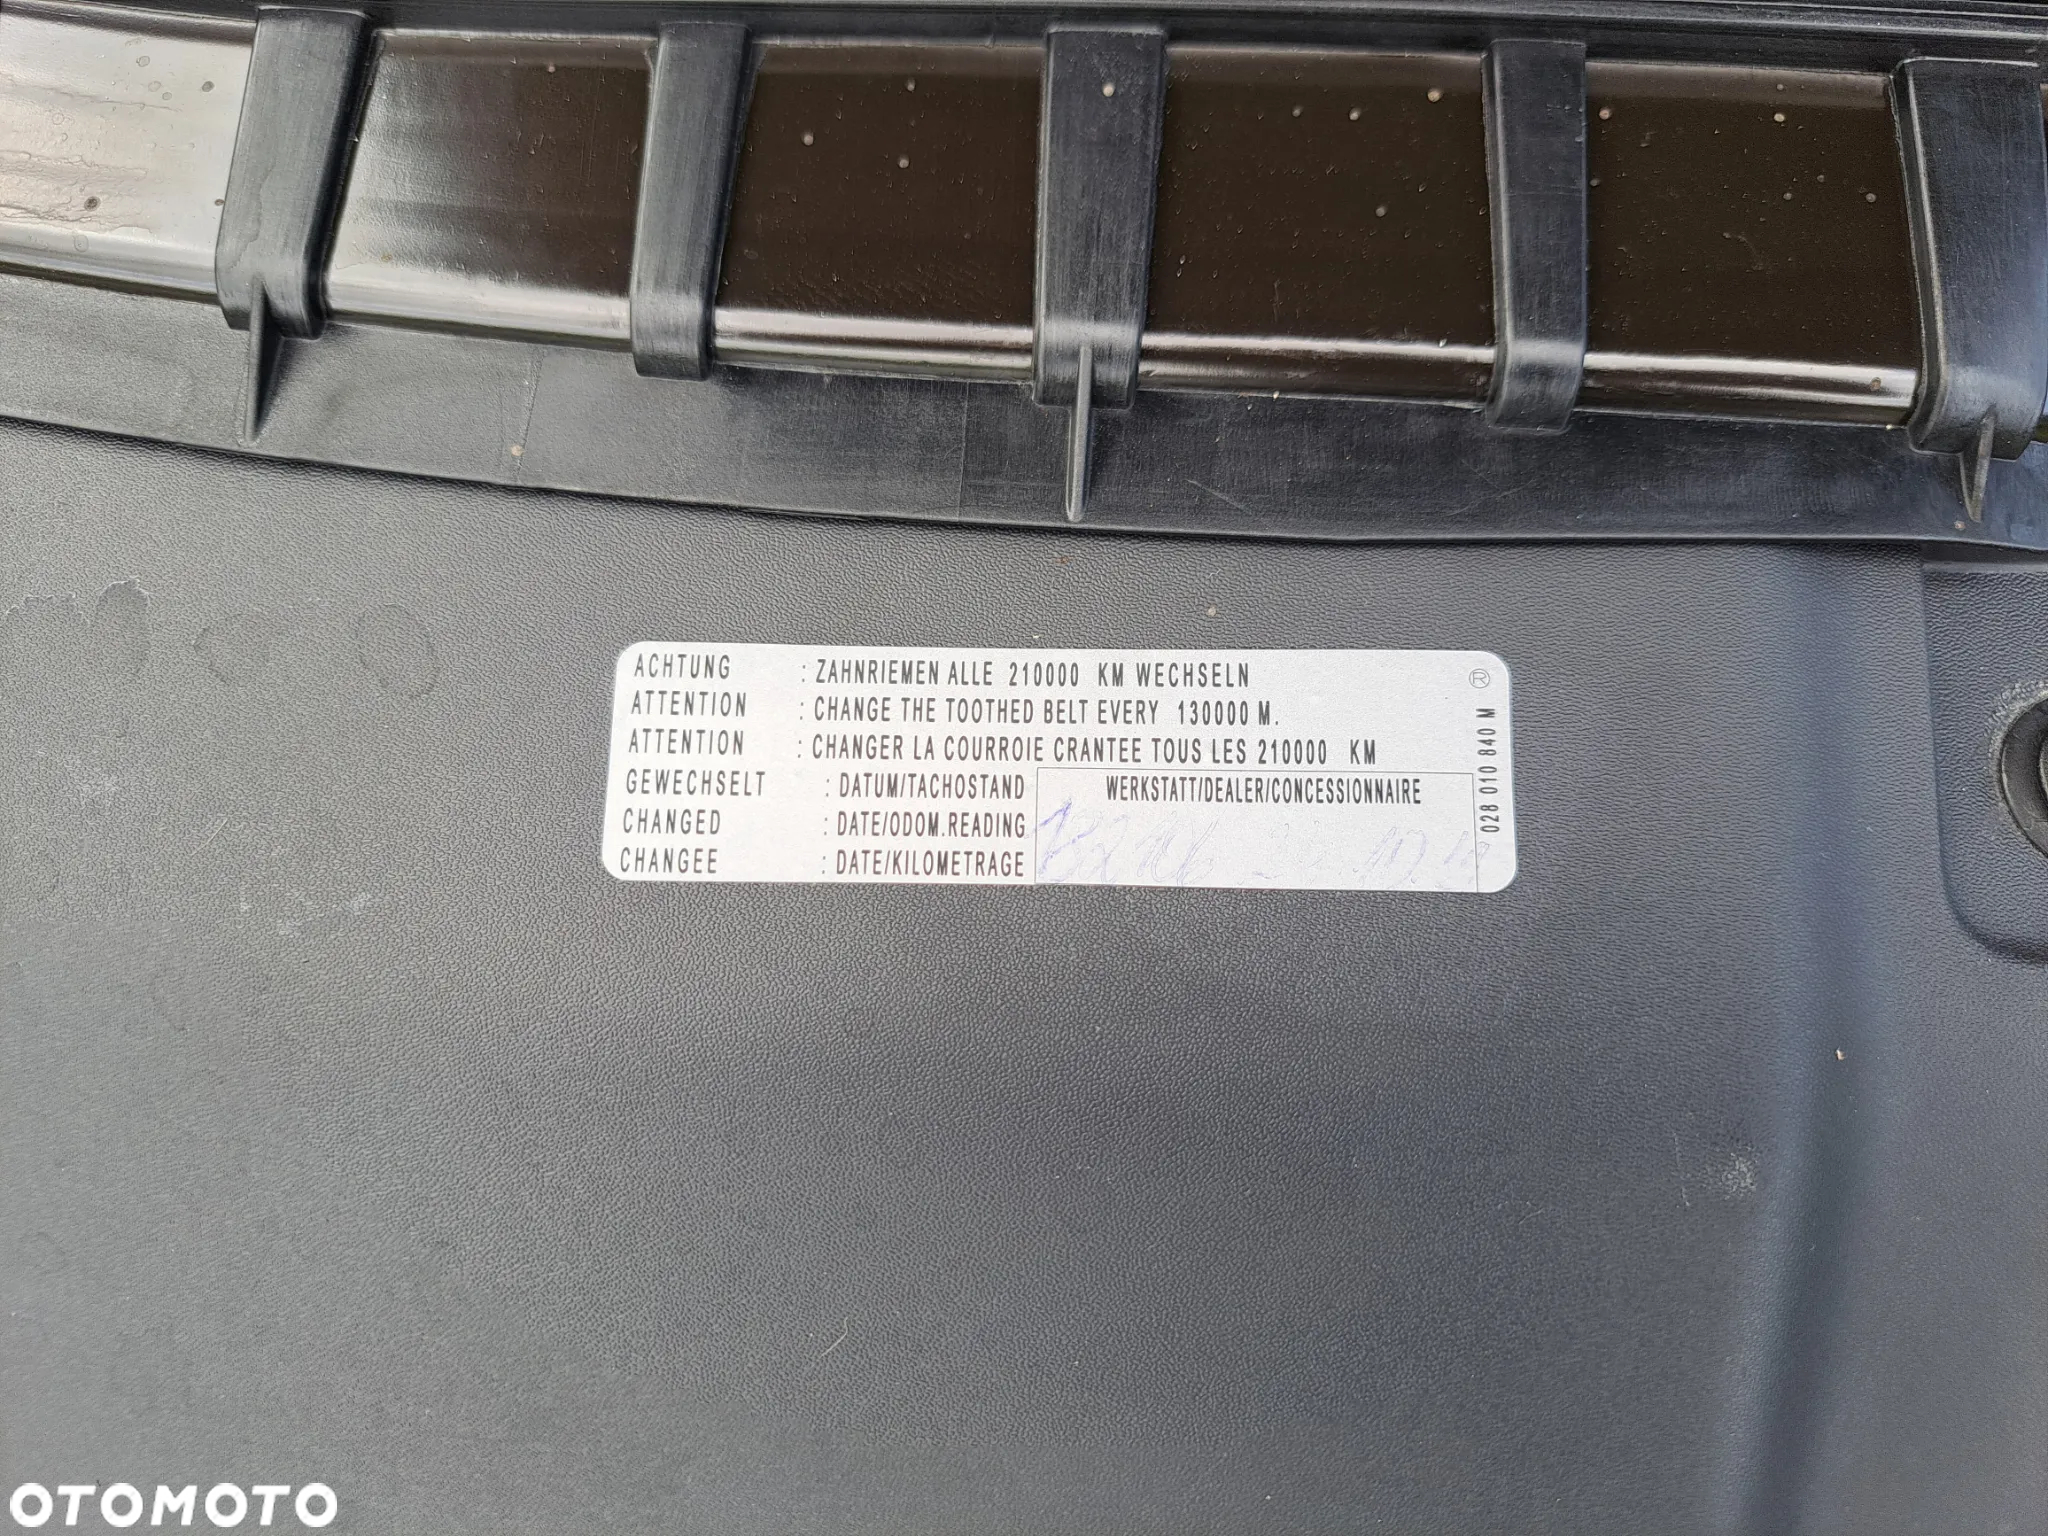 ACHTUNG : ZAHNRIEMEN ALLE 210000 KM WECHSELN
ATTENTION : CHANGE THE TOOTHED BELT EVERY 130000 M.
ATTENTION : CHANGER LA COURROIE CRANTEE TOUS LES 210000 KM
GEWECHSELT : DATUM/TACHOSTAND WERKSTATT/DEALER/CONCESSIONNAIRE
CHANGED : DATE/ODOM.READING
CHANGEE : DATE/KILOMETRAGE
®
028 010 840 M
OTOMOTO